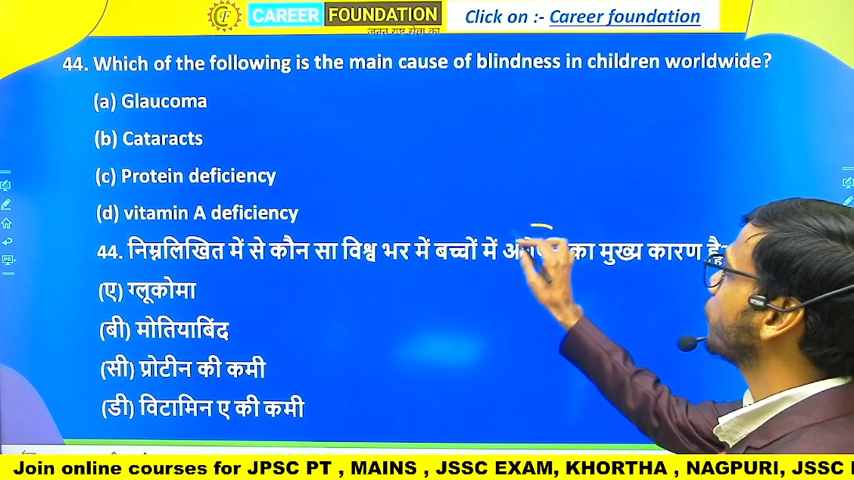 CAREER FOUNDATION
Click on :- Career foundation
44. Which of the following is the main cause of blindness in children worldwide?
(a) Glaucoma
(b) Cataracts
(c) Protein deficiency
(d) vitamin A deficiency
44. निम्नलिखित में से कौन सा विश्व भर में बच्चों में का मुख्य कारण है?
(ए) ग्लूकोमा
(बी) मोतियाबिंद
(सी) प्रोटीन की कमी
(डी) विटामिन ए की कमी
Join online courses for JPSC PT , MAINS , JSSC EXAM, KHORTHA , NAGPURI, JSSC